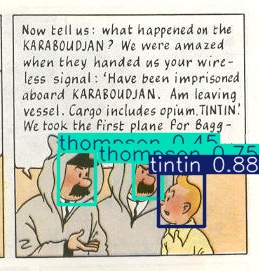 Now tell us: what happened on the
KARABOUDJAN? We were amazed
when they handed us your wire-
less signal: 'Have been imprisoned
aboard KARABOUDJAN. Am leaving
vessel. Cargo includes opium. TINTIN.'
We took the first plane for Bagg-
thompson 0.45
thompson 0.75
tintin 0.88